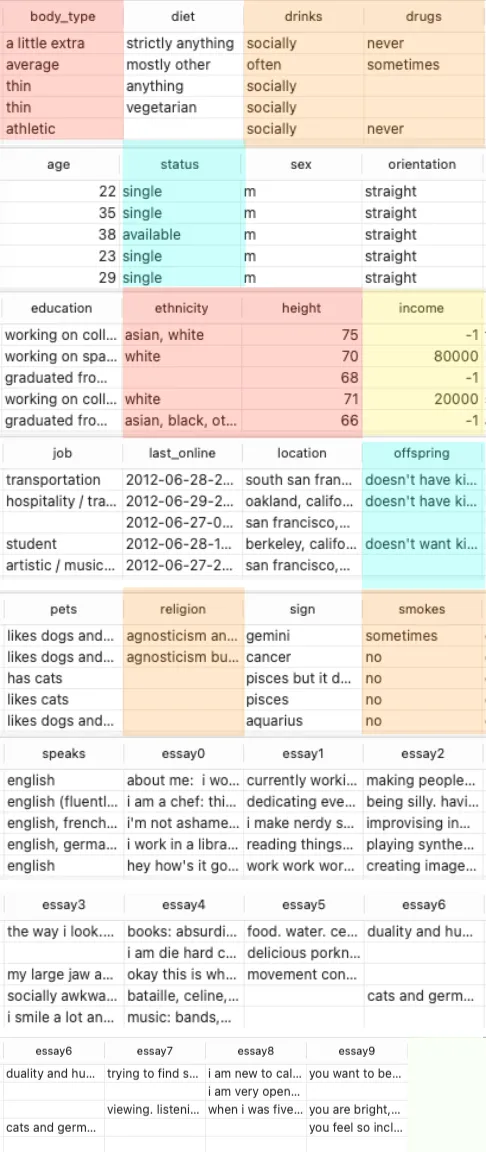 body_type diet drinks drugs
a little extra strictly anything socially never
average mostly other often sometimes
thin anything socially
thin vegetarian socially
athletic socially never
age status sex orientation
22 single m straight
35 single m straight
38 available m straight
23 single m straight
29 single m straight
education ethnicity height income
working on coll... asian, white 75 -1
working on spa... white 70 80000
graduated fro... 68 -1
working on coll... white 71 20000
graduated fro... asian, black, ot... 66 -1
job last_online location offspring
transportation 2012-06-28-2... south san fran... doesn't have ki...
hospitality / tra... 2012-06-29-2... oakland, califo... doesn't have ki...
2012-06-27-0... san francisco,...
student 2012-06-28-1... berkeley, califo... doesn't want ki...
artistic / music... 2012-06-27-2... san francisco,...
pets religion sign smokes
likes dogs and... agnosticism an... gemini sometimes
likes dogs and... agnosticism bu... cancer no
has cats pisces but it d... no
likes cats pisces no
likes dogs and... aquarius no
speaks essay0 essay1 essay2
english about me: i wo... currently worki... making people...
english (fluentl... i am a chef: thi... dedicating eve... being silly. havi...
english, french... i'm not ashame... i make nerdy s... improvising in...
english, germa... i work in a libra... reading things... playing synthe...
english hey how's it go... work work wor... creating image...
essay3 essay4 essay5 essay6
the way i look.... books: absurdi... food. water. ce... duality and hu...
i am die hard c... delicious porkn...
my large jaw a... okay this is wh... movement con...
socially awkwa... bataille, celine,... cats and germ...
i smile a lot an... music: bands,...
essay6 essay7 essay8 essay9
duality and hu... trying to find s... i am new to cal... you want to be...
i am very open...
viewing. listeni... when i was five... you are bright,...
cats and germ... you feel so incl...